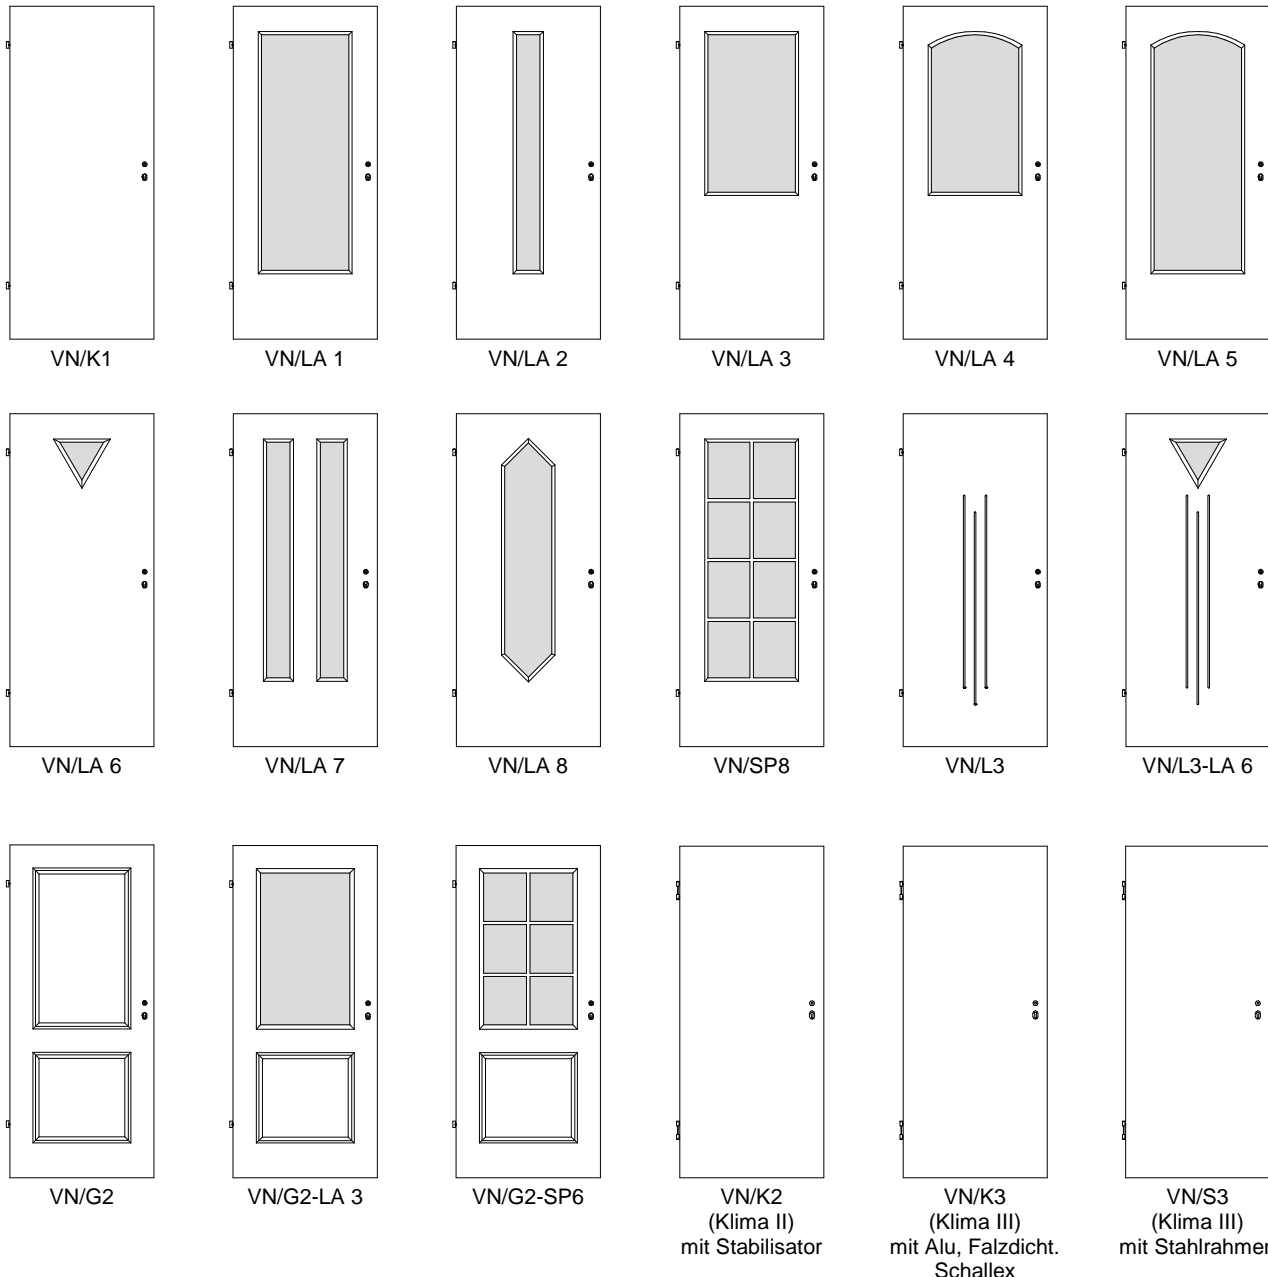 VN/K1
VN/LA 1
VN/LA 2
VN/LA 3
VN/LA 4
VN/LA 5
VN/LA 6
VN/LA 7
VN/LA 8
VN/SP8
VN/L3
VN/L3-LA 6
VN/G2
VN/G2-LA 3
VN/G2-SP6
VN/K2
(Klima II)
mit Stabilisator
VN/K3
(Klima III)
mit Alu, Falzdicht.
Schallex
VN/S3
(Klima III)
mit Stahlrahmen